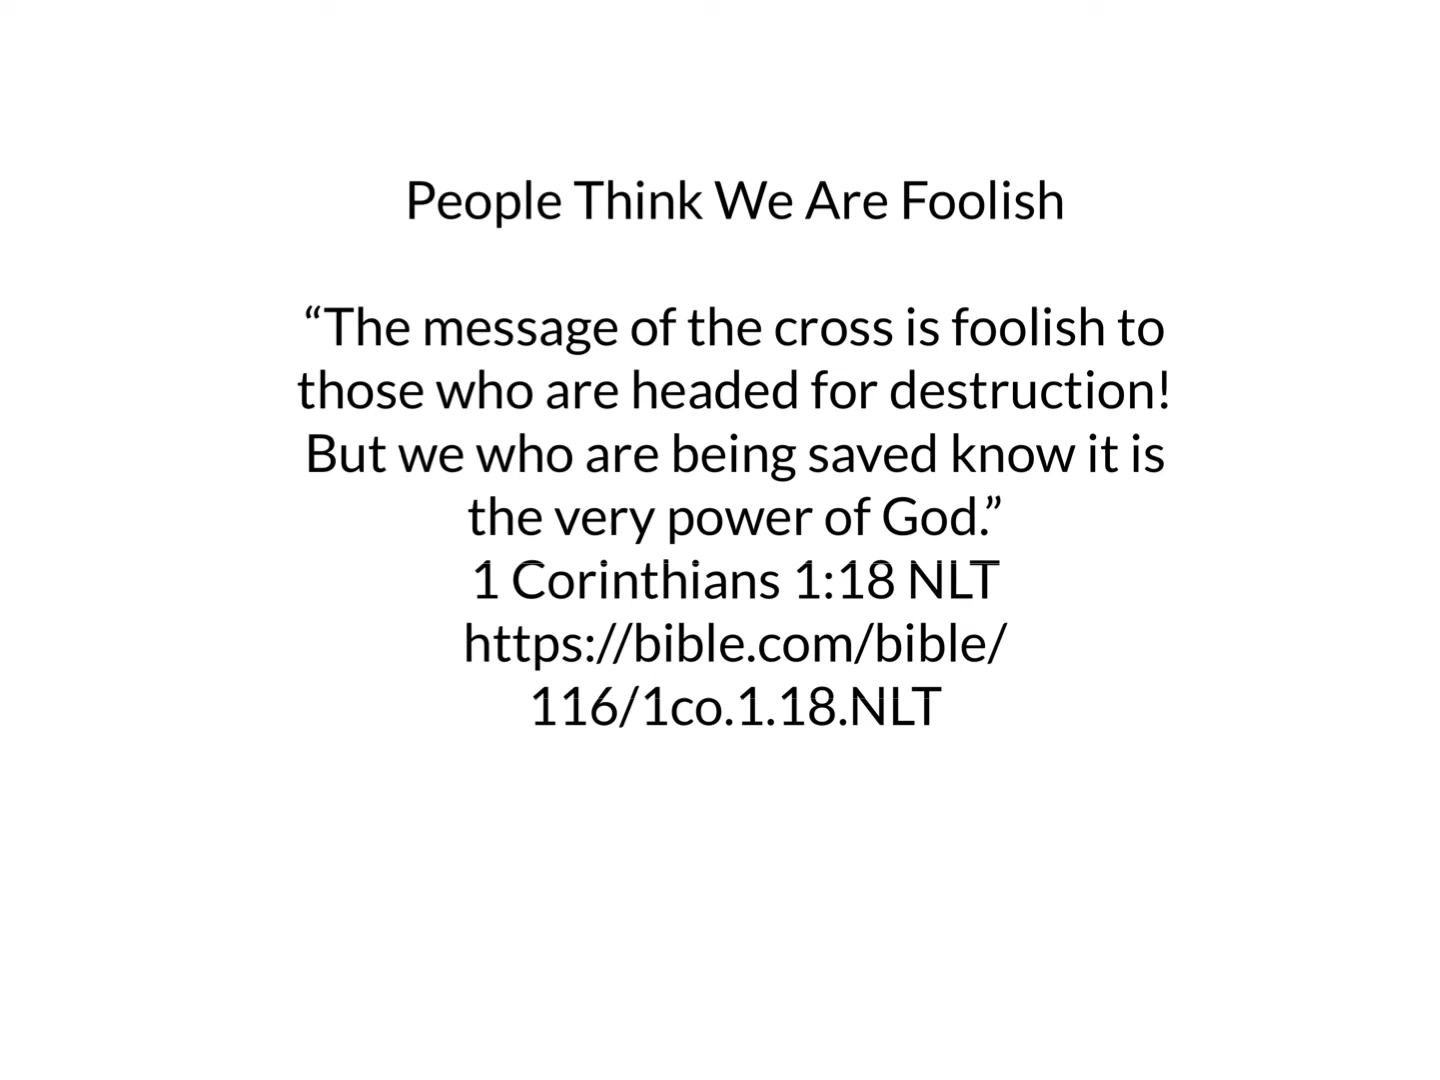 People Think We Are Foolish
“The message of the cross is foolish to
those who are headed for destruction!
But we who are being saved know it is
the very power of God.”
1 Corinthians 1:18 NLT
https://bible.com/bible/
116/1co.1.18.NLT